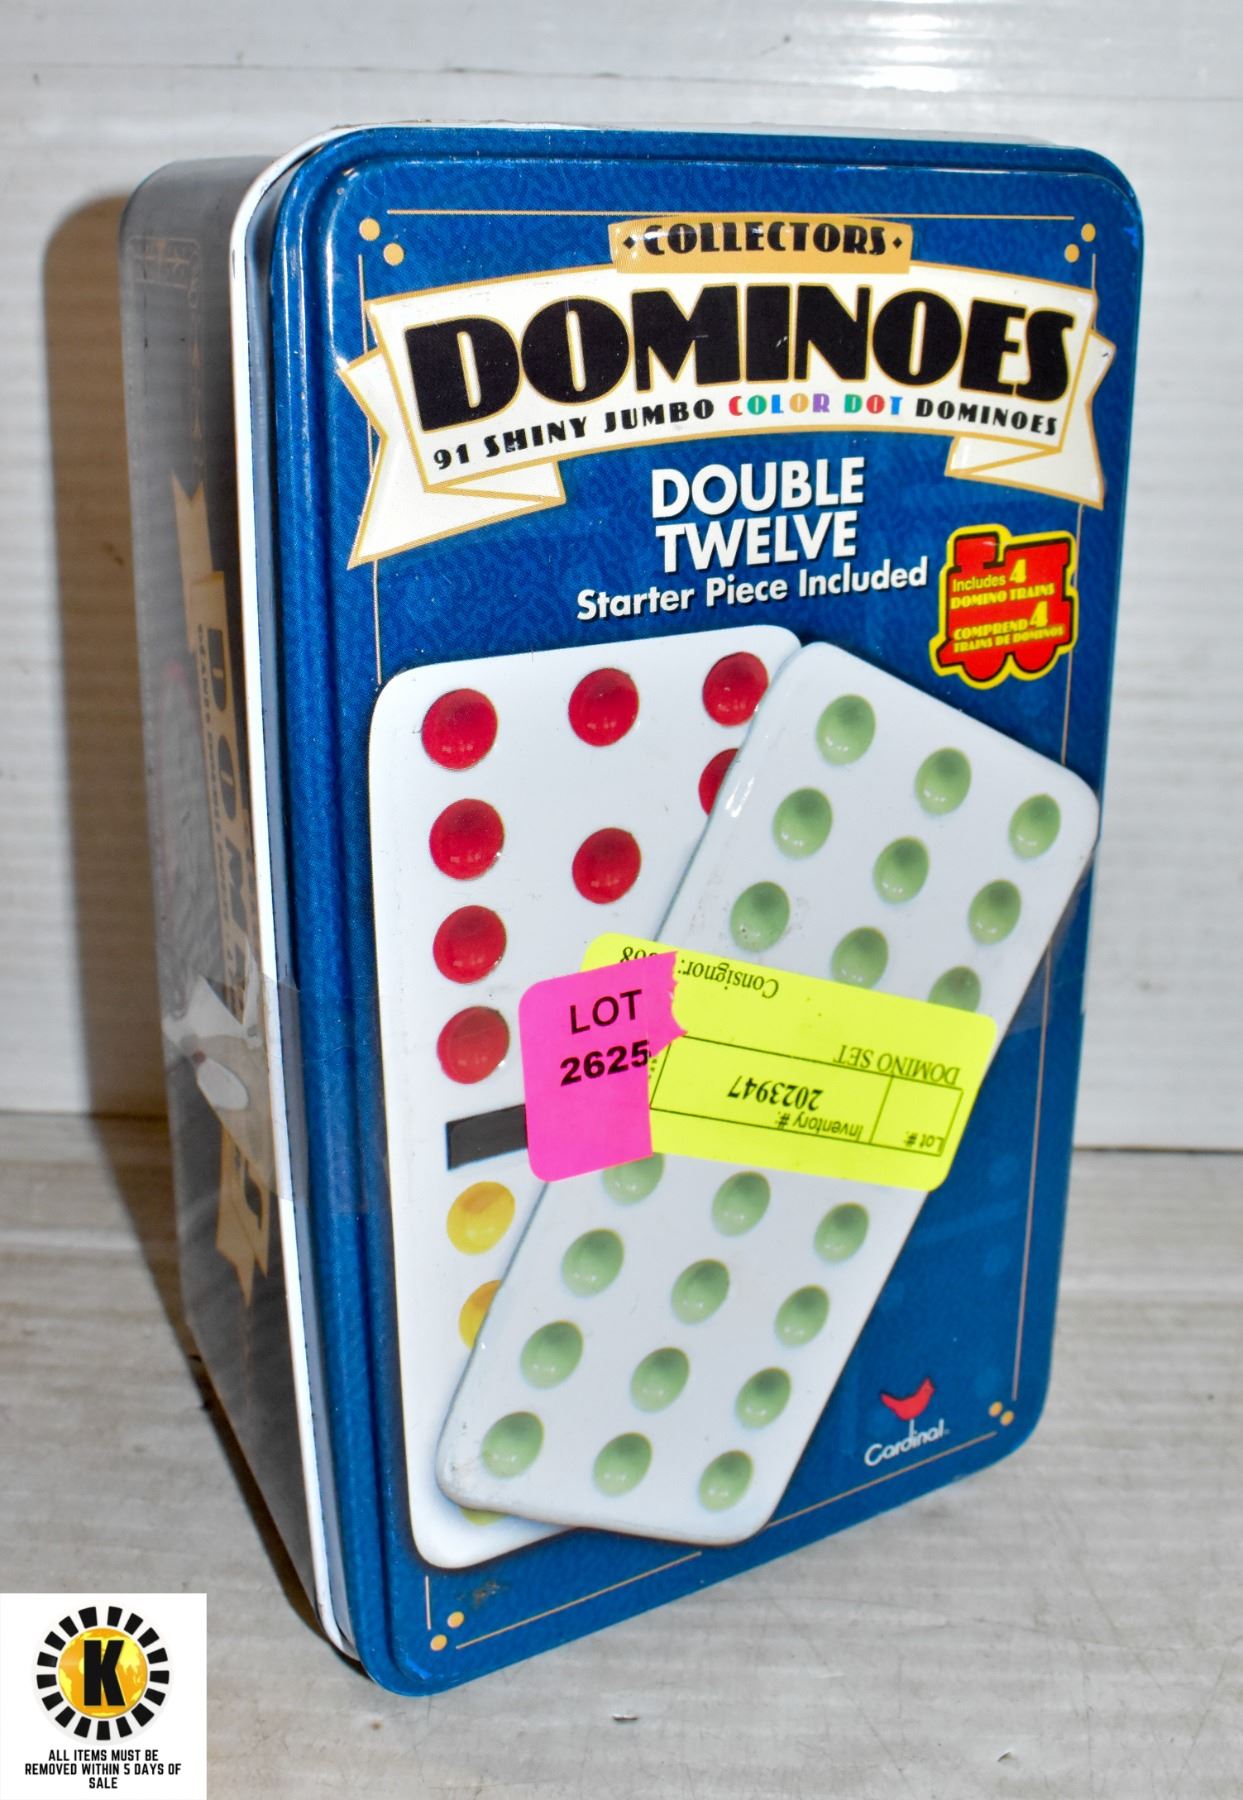 COLLECTORS
DOMINOES
91 SHINY JUMBO COLOR DOT DOMINOES
DOUBLE
TWELVE
Starter Piece Included
Includes 4
DOMINO TRAINS
COMPREND 4
TRAINS DE DOMINOS
LOT
2625
Lot #:
Inventory #:
2023947
DOMINO SET
Consignor:
Cardinal
K
ALL ITEMS MUST BE
REMOVED WITHIN 5 DAYS OF
SALE